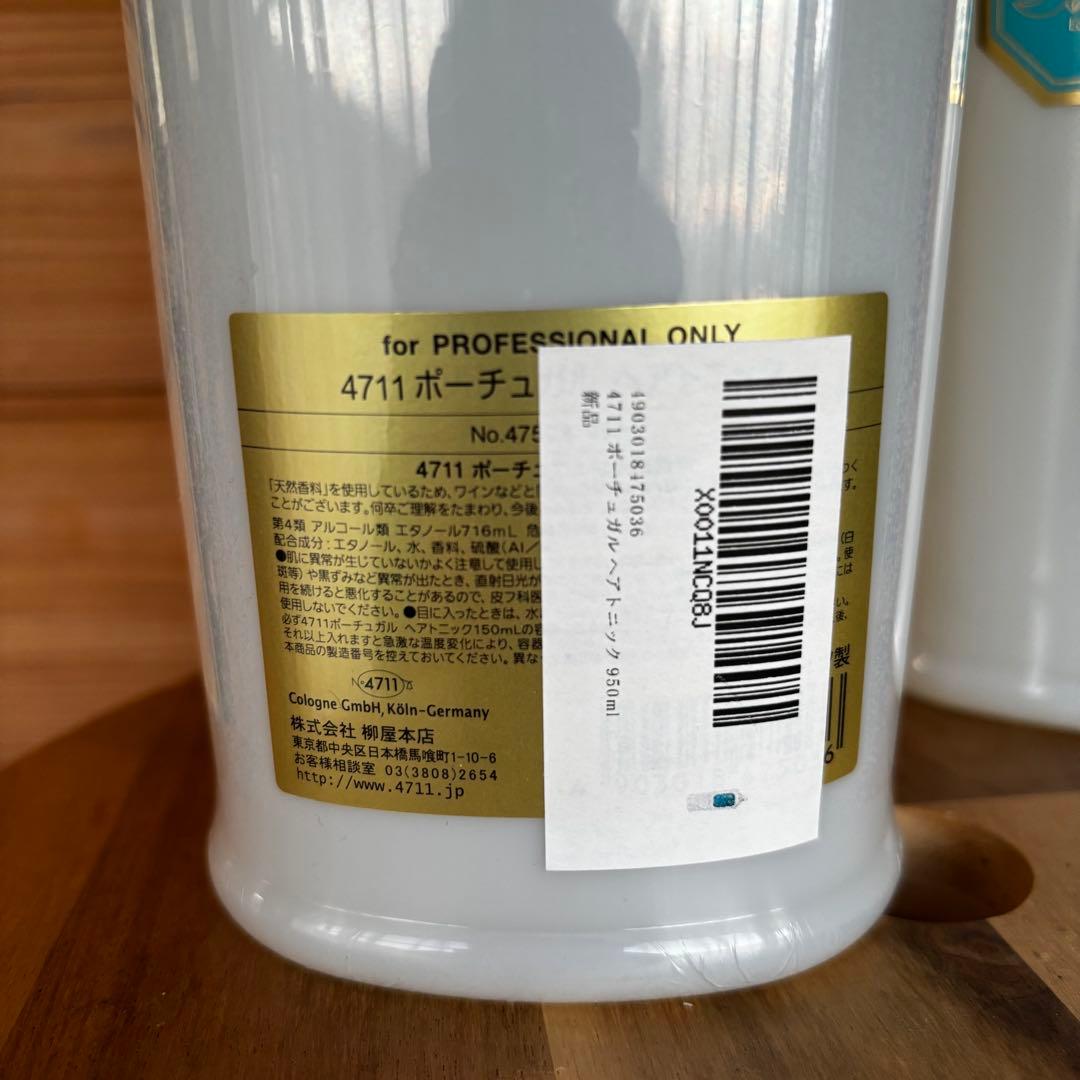 for PROFESSIONAL ONLY
4711 ポーチュ
No.475
4711 ポーチュ
「天然香料」を使用しているため、ワインなどと
ことがございます。何卒ご理解をたまわり、今後
第4類 アルコール類 エタノール716mL 危
配合成分:エタノール、水、香料、硫酸(Al/
●肌に異常が生じていないかよく注意して使用し
斑等)や黒ずみなど異常が出たとき、直射日光が
用を続けると悪化することがあるので、皮フ科医
使用しないでください。●目に入ったときは、水
必ず4711ポーチュガル ヘアトニック150mLの容
それ以上入れますと急激な温度変化により、容器
本商品の製造番号を控えておいてください。異な
No 4711
Cologne GmbH, Köln-Germany
株式会社 柳屋本店
東京都中央区日本橋馬喰町1-10-6
お客様相談室 03(3808)2654
http://www.4711.jp
製
6
X0011NCQ8J
4903018475036
4711 ポーチュガル ヘアトニック 950ml
新品